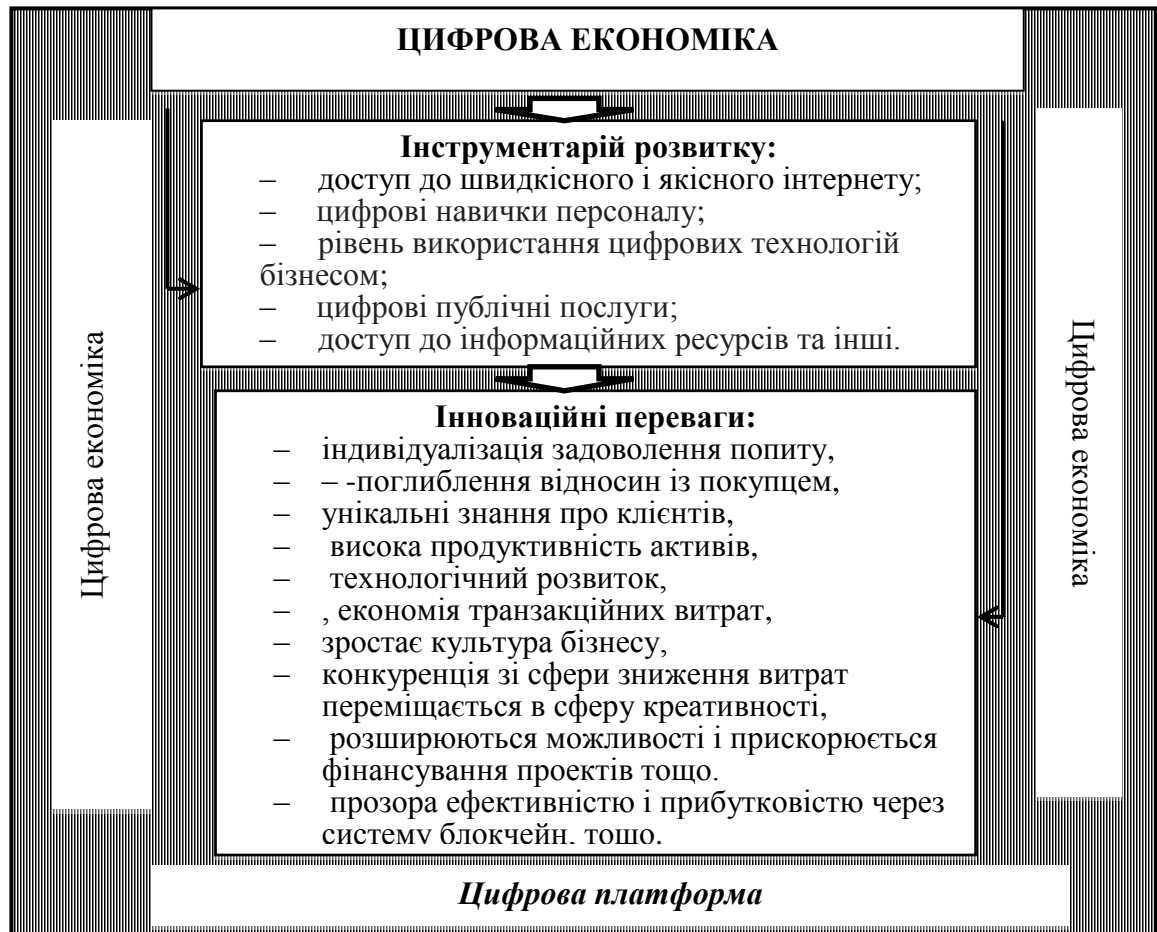 ЦИФРОВА ЕКОНОМІКА
Цифрова економіка
Інструментарій розвитку:
– доступ до швидкісного і якісного інтернету;
– цифрові навички персоналу;
– рівень використання цифрових технологій
бізнесом;
– цифрові публічні послуги;
– доступ до інформаційних ресурсів та інші.
Інноваційні переваги:
– індивідуалізація задоволення попиту,
– – -поглиблення відносин із покупцем,
– унікальні знання про клієнтів,
– висока продуктивність активів,
– технологічний розвиток,
– , економія транзакційних витрат,
– зростає культура бізнесу,
– конкуренція зі сфери зниження витрат
переміщається в сферу креативності,
– розширюються можливості і прискорюється
фінансування проектів тощо.
– прозора ефективністю і прибутковістю через
систему блокчейн. тощо.
Цифрова економіка
Цифрова платформа